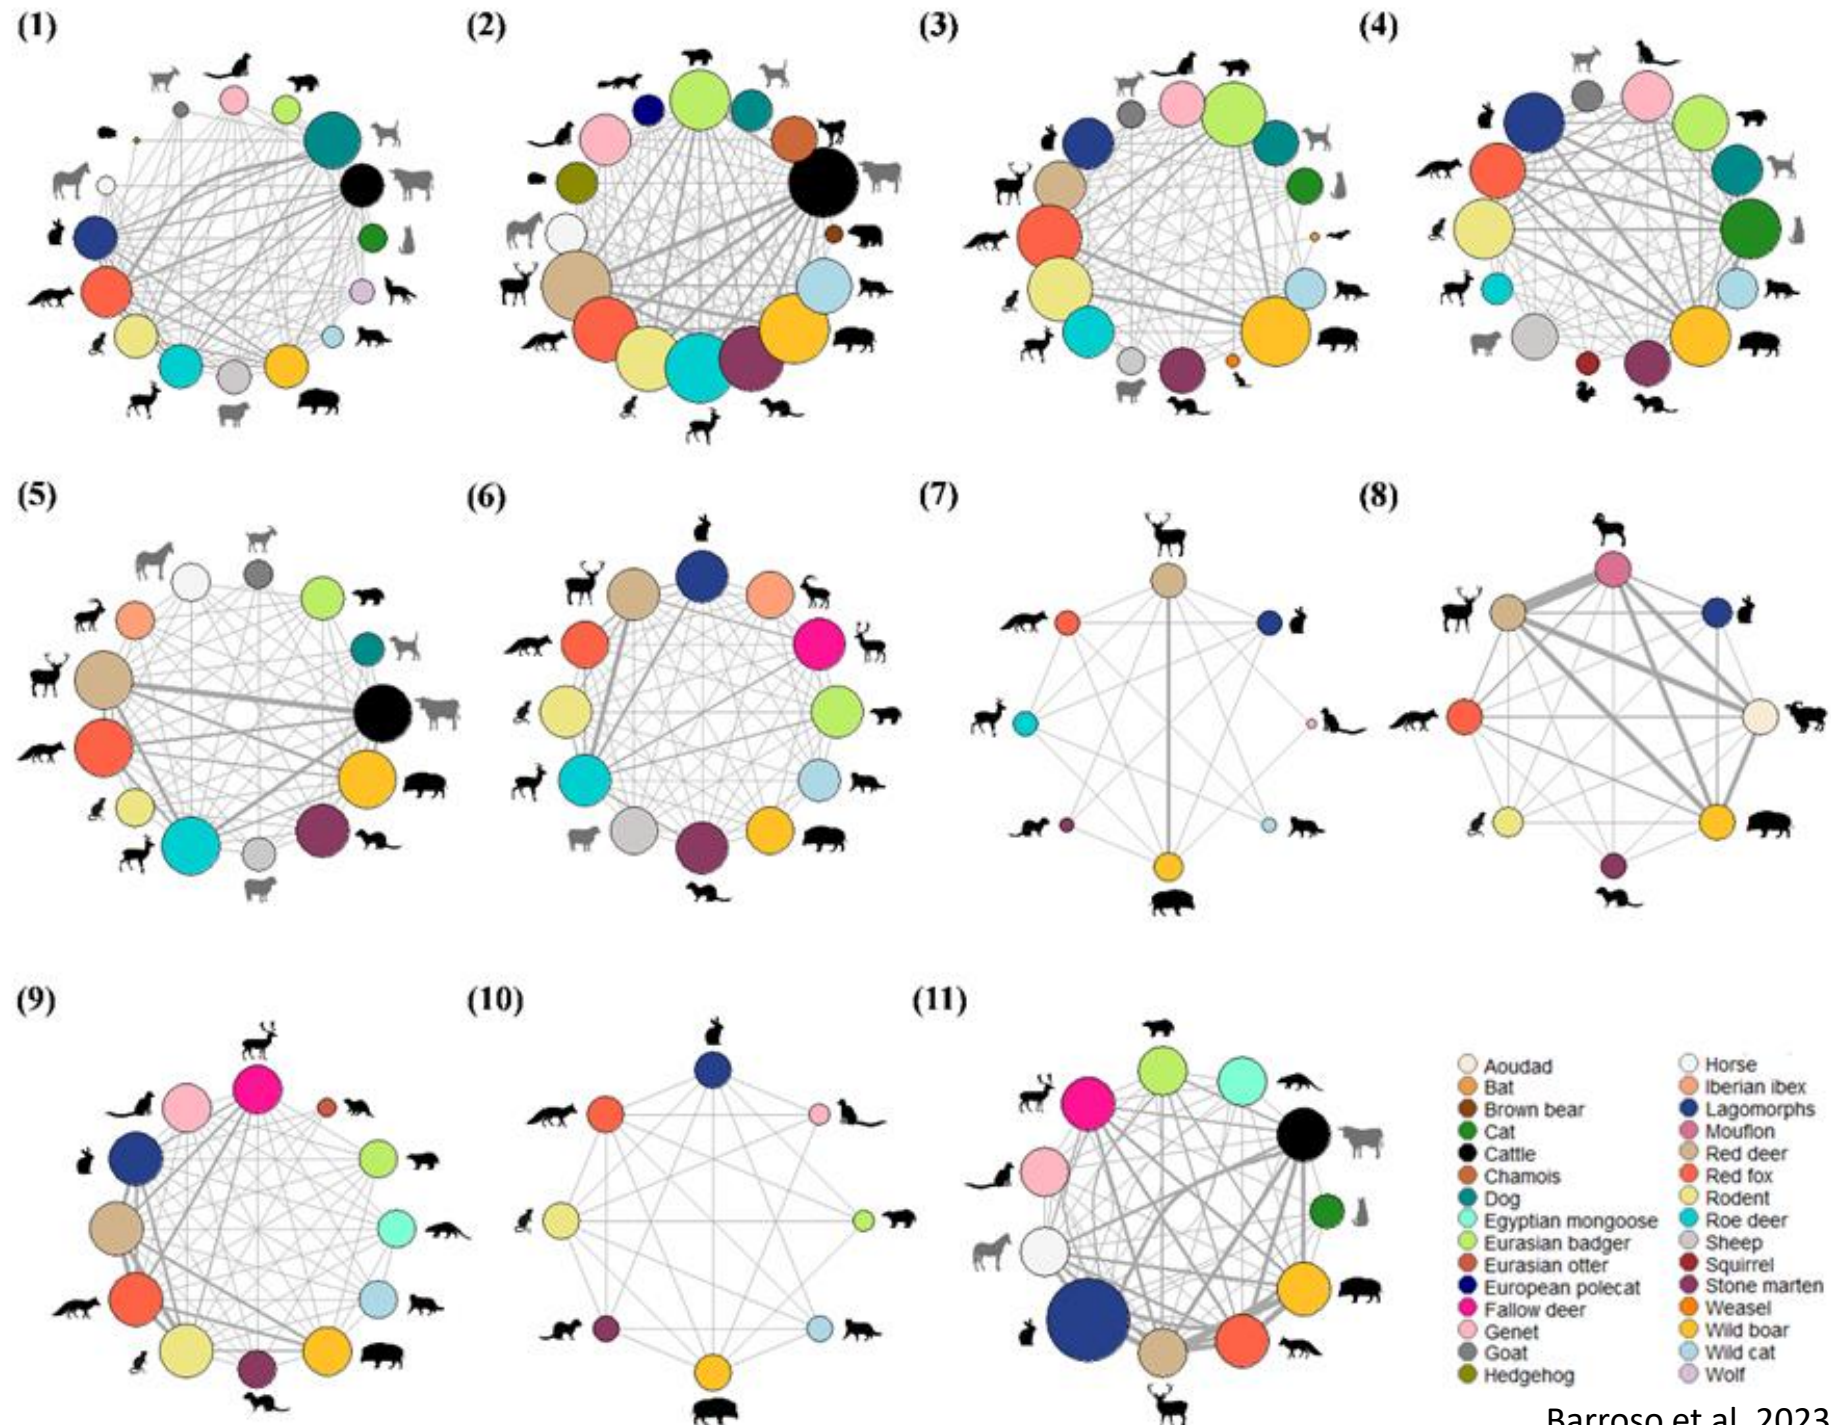 (1)
(2)
(3)
(4)
(5)
(6)
(7)
(8)
(9)
(10)
(11)
Aoudad
Bat
Brown bear
Cat
Cattle
Chamois
Dog
Egyptian mongoose
Eurasian badger
Eurasian otter
European polecat
Fallow deer
Genet
Goat
Hedgehog
Horse
Iberian ibex
Lagomorphs
Mouflon
Red deer
Red fox
Rodent
Roe deer
Sheep
Squirrel
Stone marten
Weasel
Wild boar
Wild cat
Wolf
Barroso et al. 2023